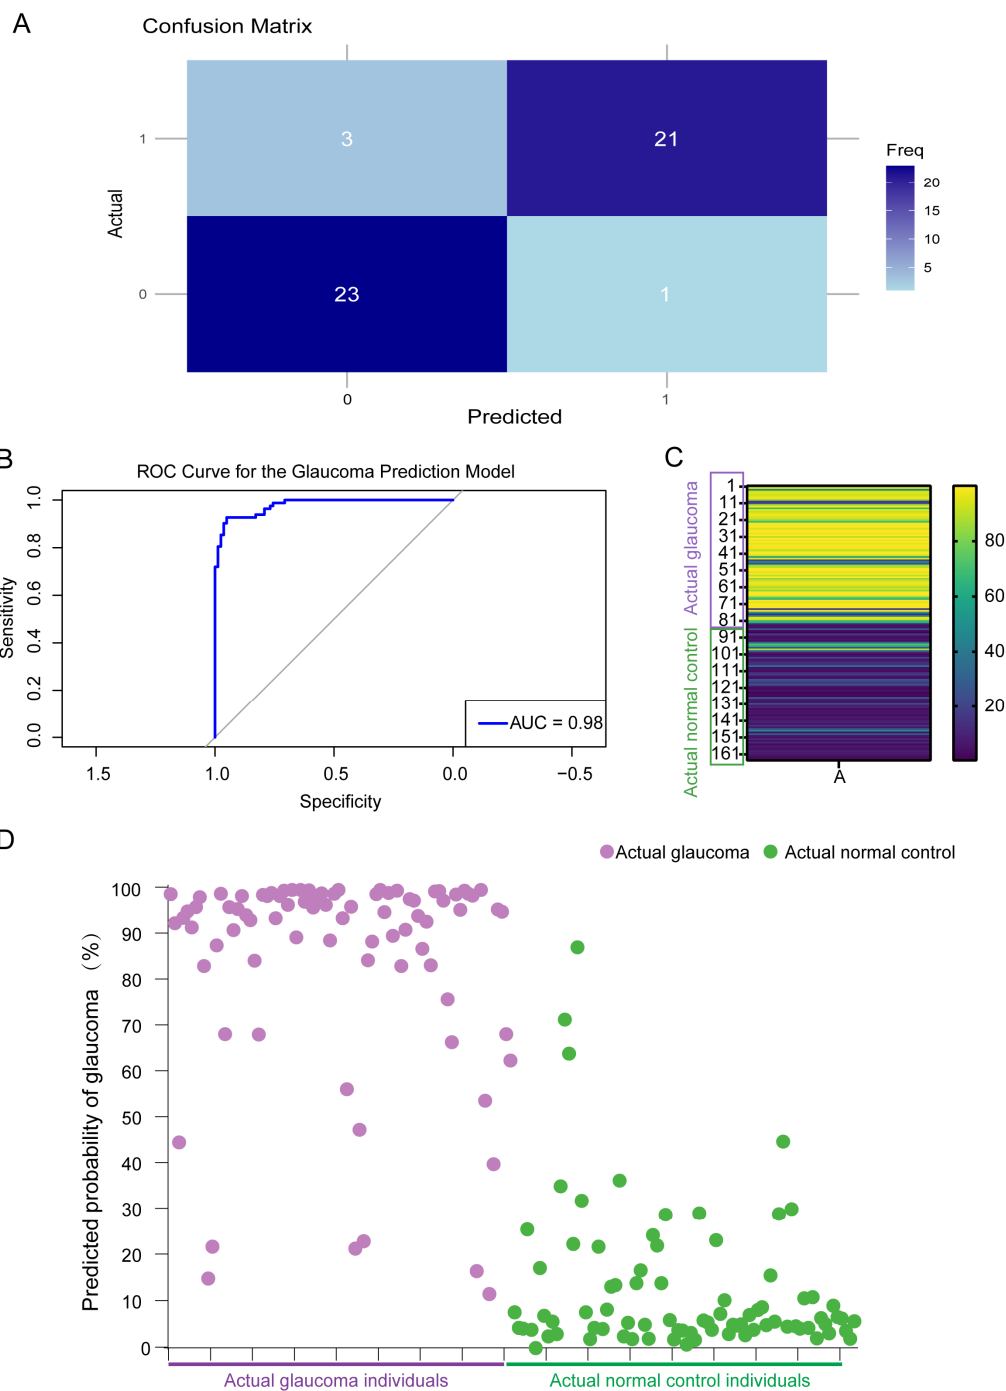 A
Confusion Matrix
1
3
21
Actual
0
23
1
0
1
Predicted
Freq
20
15
10
5
B
ROC Curve for the Glaucoma Prediction Model
Sensitivity
1.0
0.8
0.6
0.4
0.2
0.0
AUC = 0.98
1.5
1.0
0.5
0.0
−0.5
Specificity
C
Actual glaucoma
Actual normal control
1
11
21
31
41
51
61
71
81
91
101
111
121
131
141
151
161
A
80
60
40
20
D
Actual glaucoma
Actual normal control
Predicted probability of glaucoma （%）
100
90
80
70
60
50
40
30
20
10
0
Actual glaucoma individuals
Actual normal control individuals